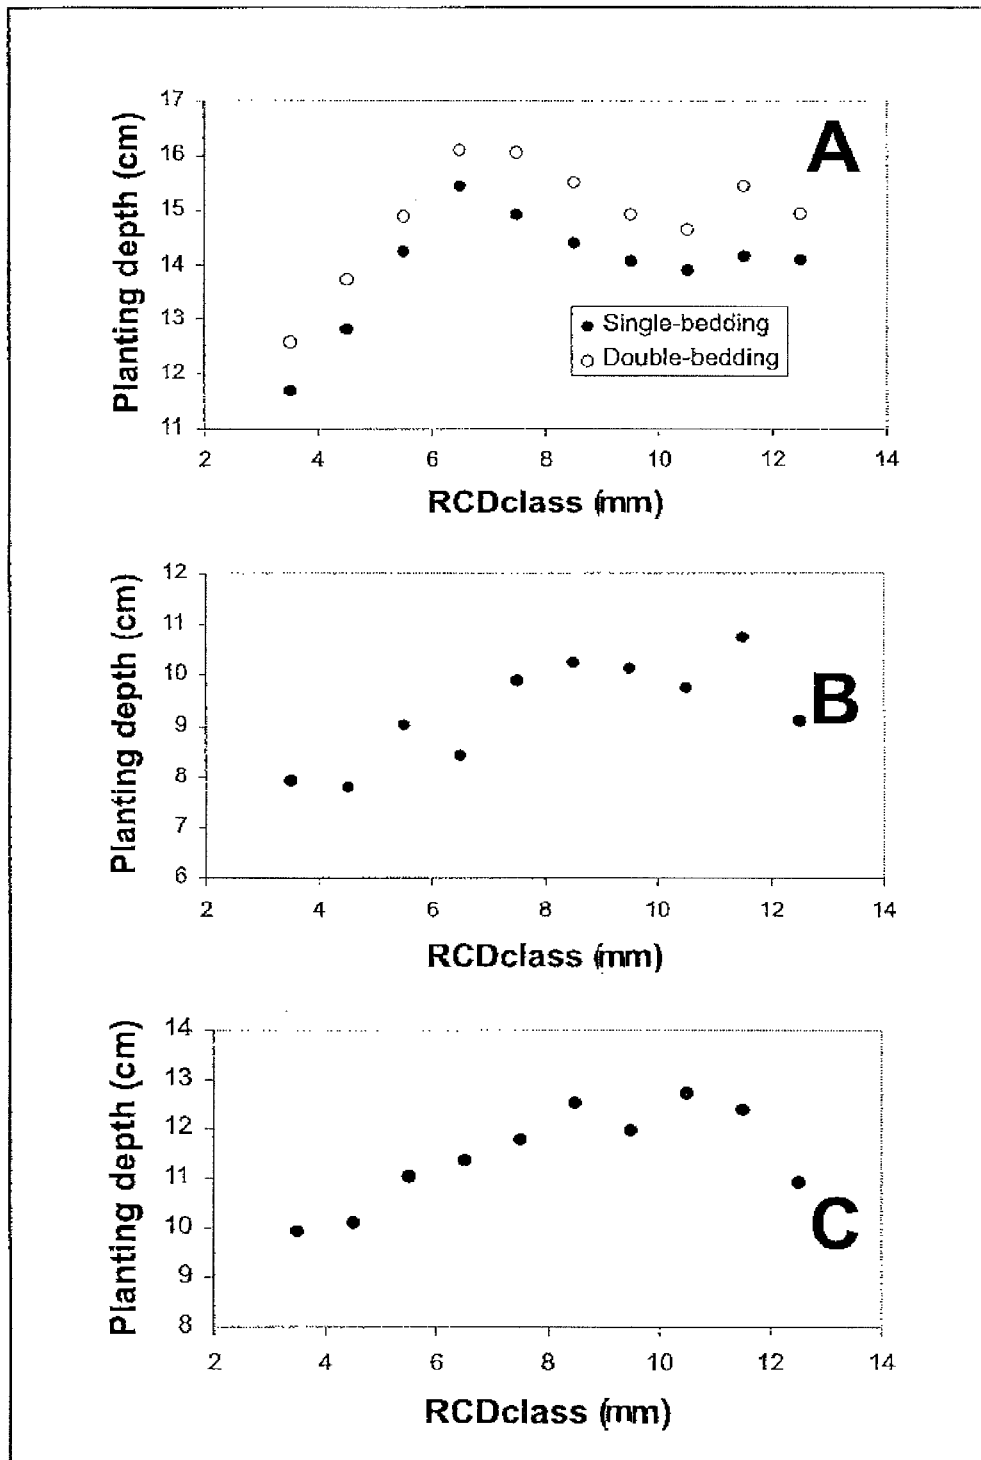 17
16
15
14
13
12
11
Planting depth (cm)
A
Single-bedding
Double-bedding
2 4 6 8 10 12 14
RCDclass (mm)
12
11
10
9
8
7
6
Planting depth (cm)
B
2 4 6 8 10 12 14
RCDclass (mm)
14
13
12
11
10
9
8
Planting depth (cm)
C
2 4 6 8 10 12 14
RCDclass (mm)